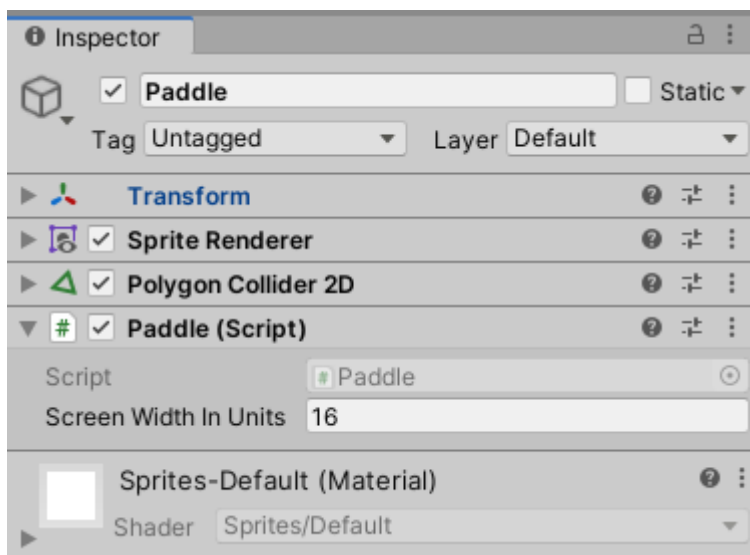 Inspector
Paddle
Static
Tag Untagged Layer Default
Transform
Sprite Renderer
Polygon Collider 2D
# Paddle (Script)
Script # Paddle
Screen Width In Units 16
Sprites-Default (Material)
Shader Sprites/Default